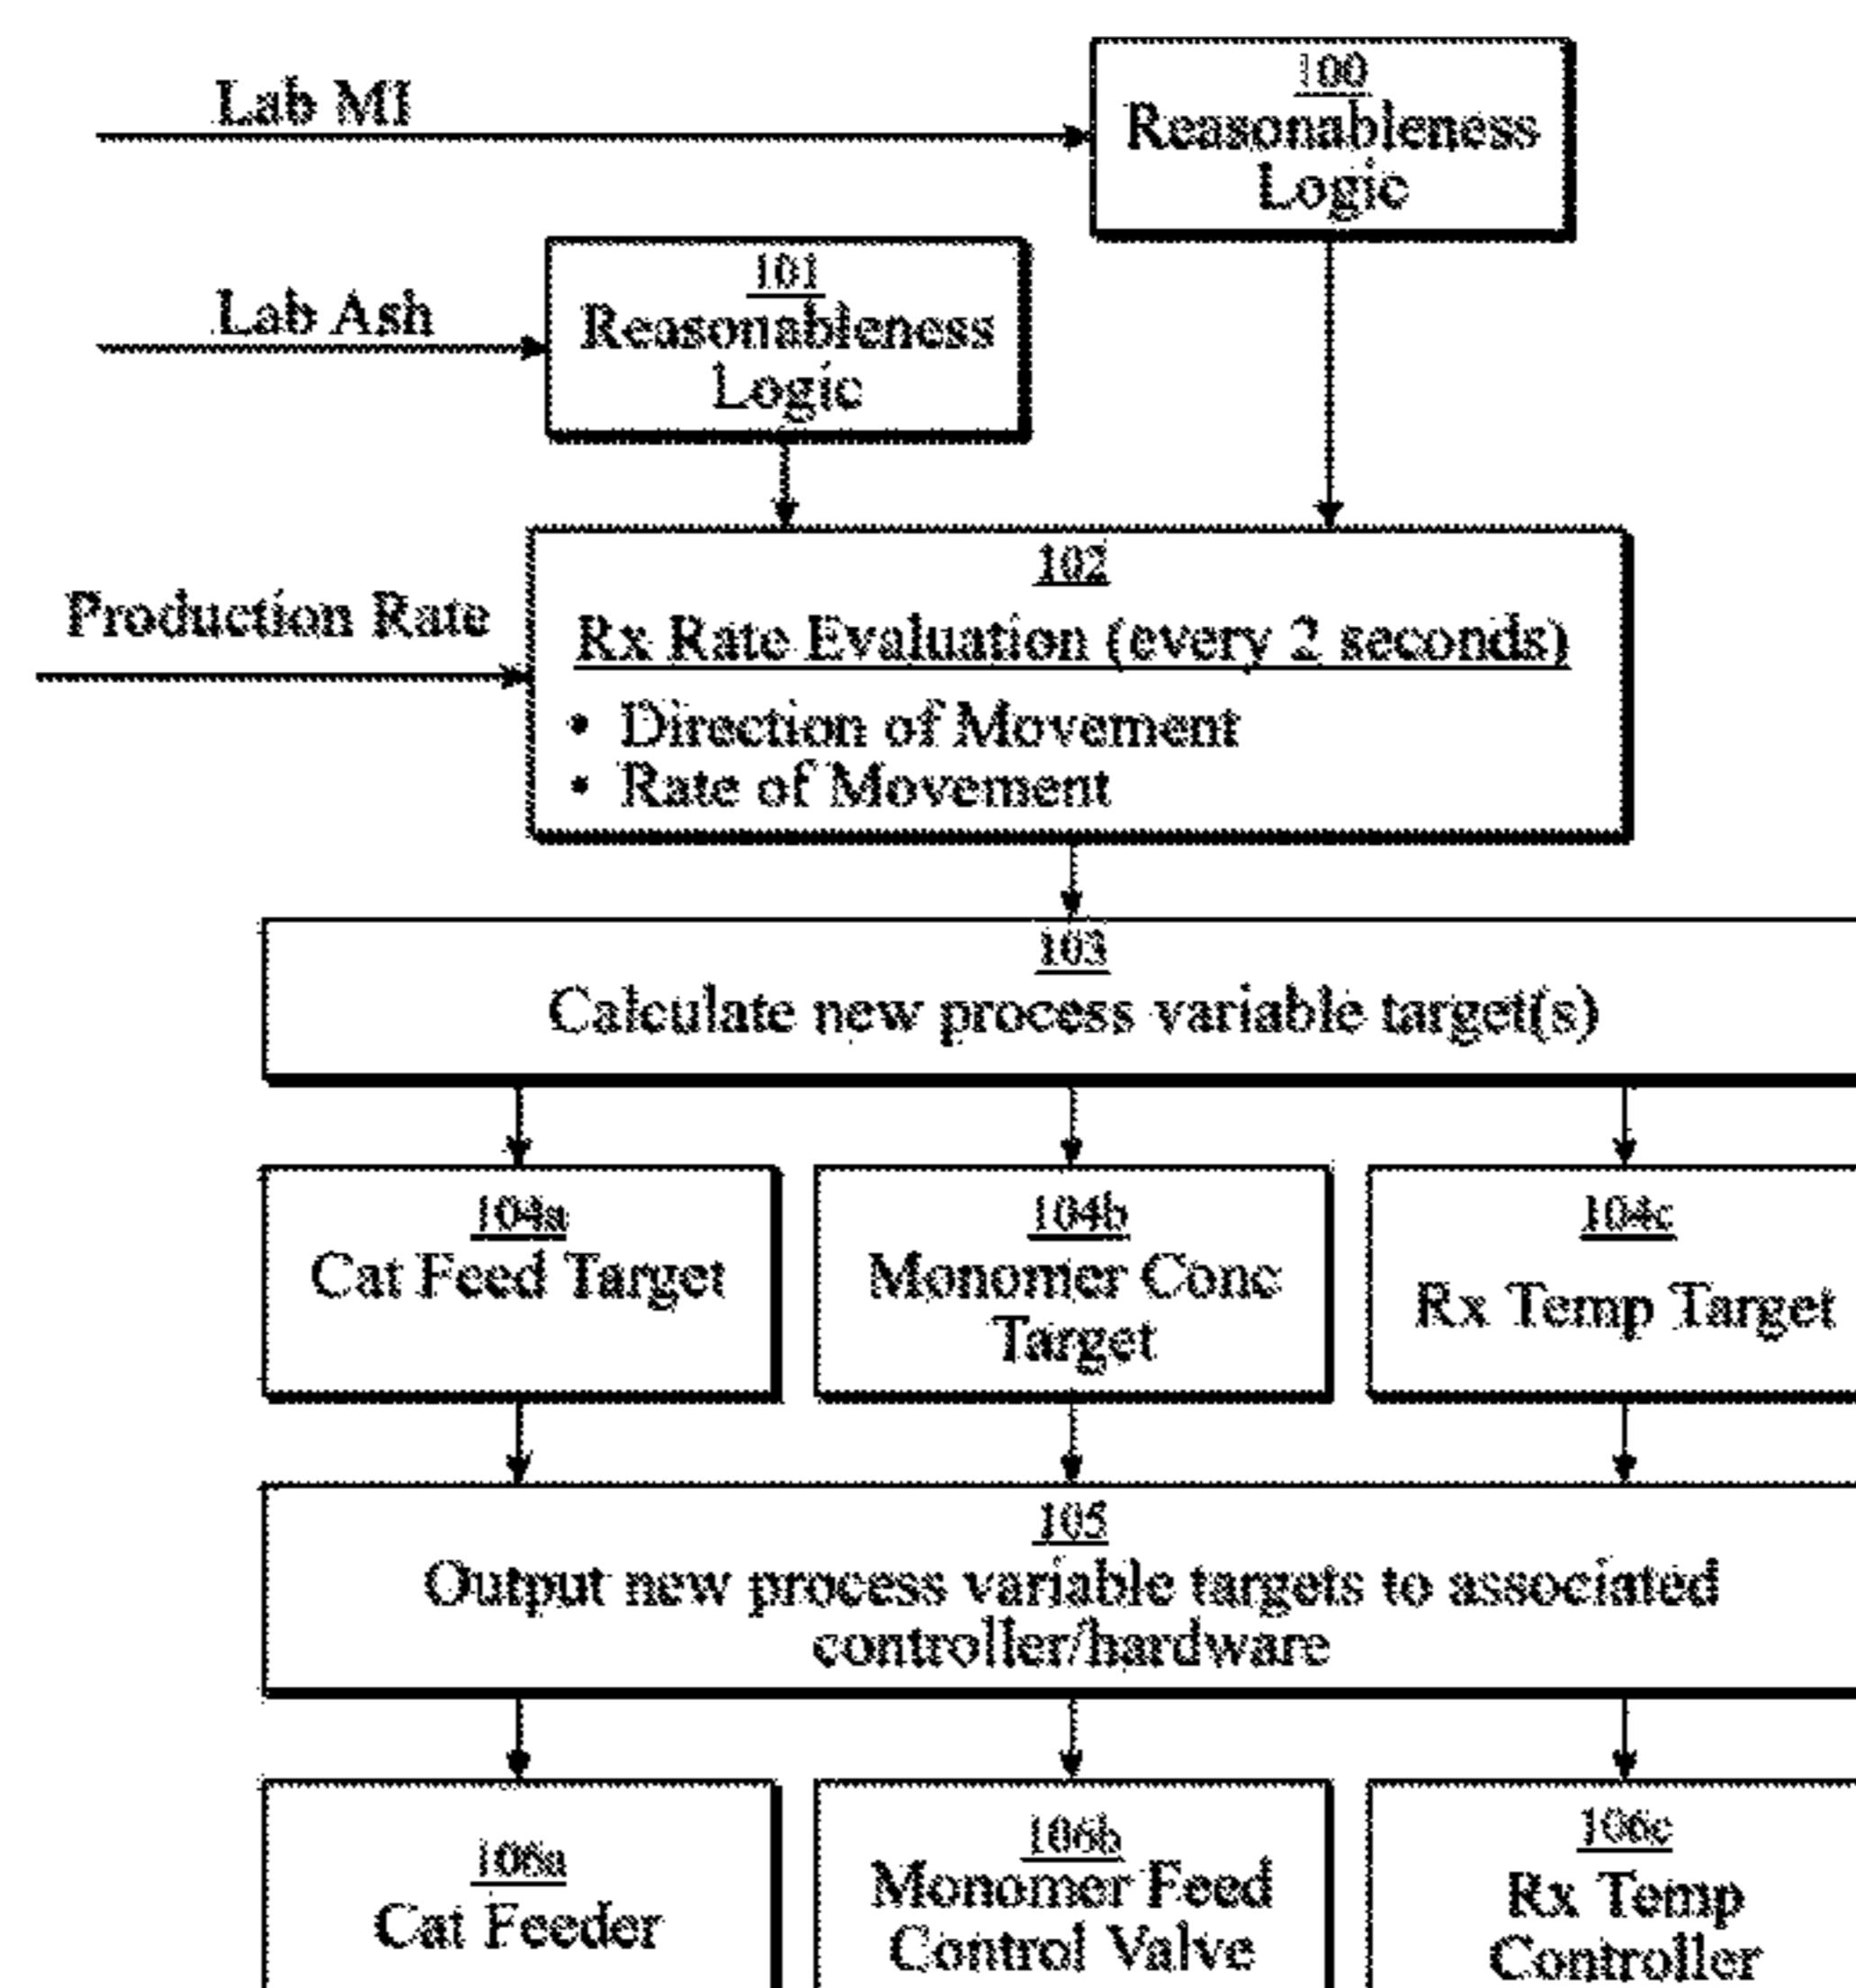 Lab MI
100
Reasonableness
Logic
Lab Ash
101
Reasonableness
Logic
Production Rate
102
Rx Rate Evaluation (every 2 seconds)
• Direction of Movement
• Rate of Movement
103
Calculate new process variable target(s)
104a
Cat Feed Target
104b
Monomer Conc
Target
104c
Rx Temp Target
105
Output new process variable targets to associated
controller/hardware
106a
Cat Feeder
106b
Monomer Feed
Control Valve
106c
Rx Temp
Controller